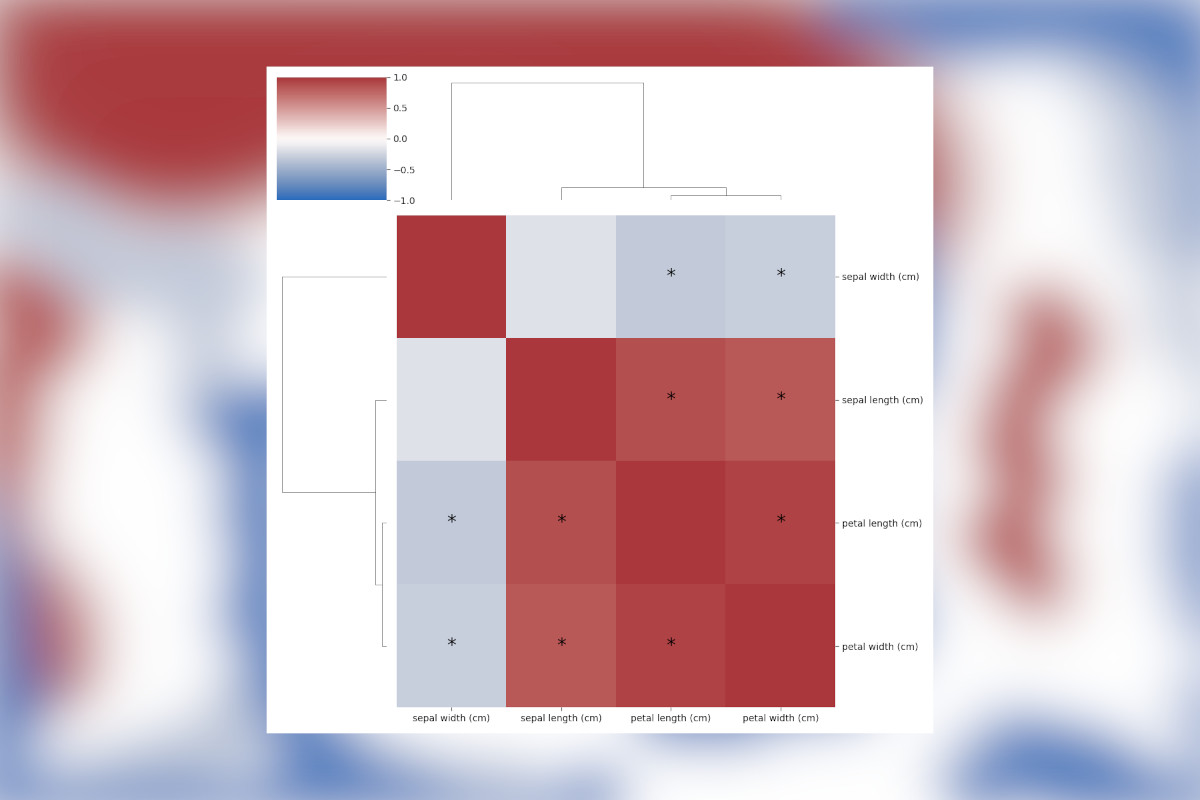 1.0
0.5
0.0
−0.5
−1.0
* *
sepal width (cm)
* *
sepal length (cm)
* * *
petal length (cm)
* * *
petal width (cm)
sepal width (cm) sepal length (cm) petal length (cm) petal width (cm)